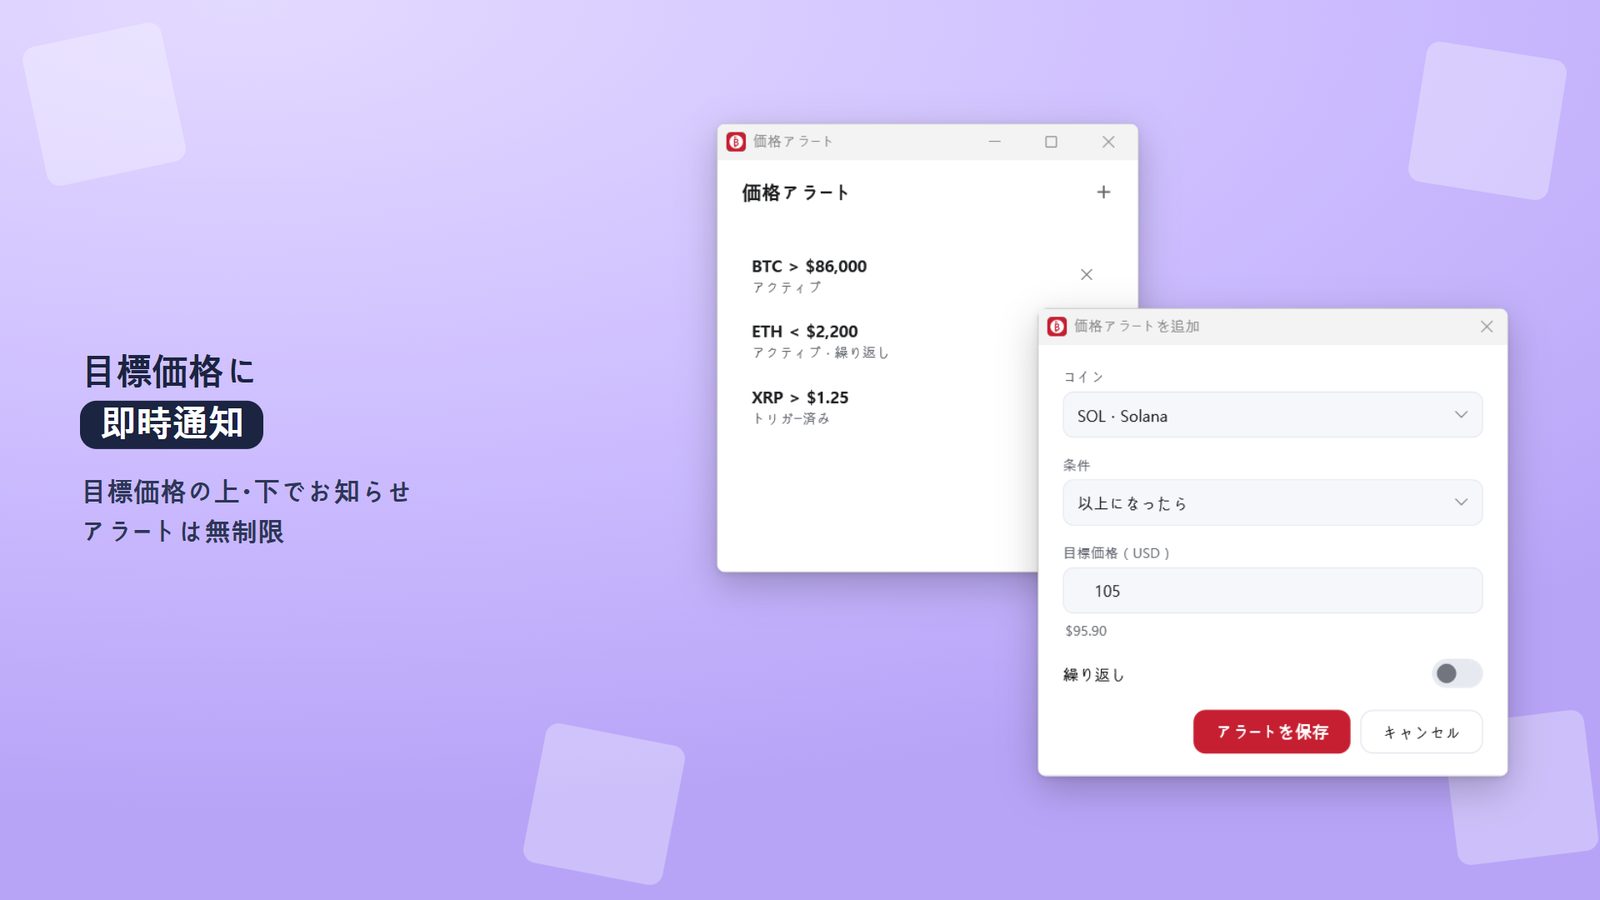 目標価格に
即時通知
目標価格の上·下でお知らせ
アラートは無制限
価格アラート
価格アラート
BTC > $86,000
アクティブ
ETH < $2,200
アクティブ · 繰り返し
XRP > $1.25
トリガー済み
価格アラートを追加
コイン
SOL · Solana
条件
以上になったら
目標価格 ( USD )
105
$95.90
繰り返し
アラートを保存
キャンセル